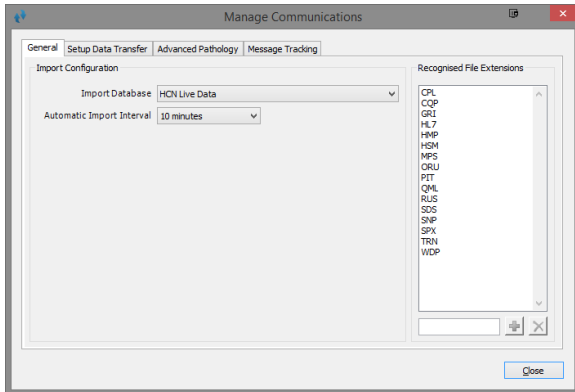 Manage Communications
General Setup Data Transfer Advanced Pathology Message Tracking
Import Configuration
Import Database HCN Live Data
Automatic Import Interval 10 minutes
Recognised File Extensions
CPL
CQP
GRI
HL7
HMP
HSM
MPS
ORU
PIT
QML
RUS
SDS
SNP
SPX
TRN
WDP
Close